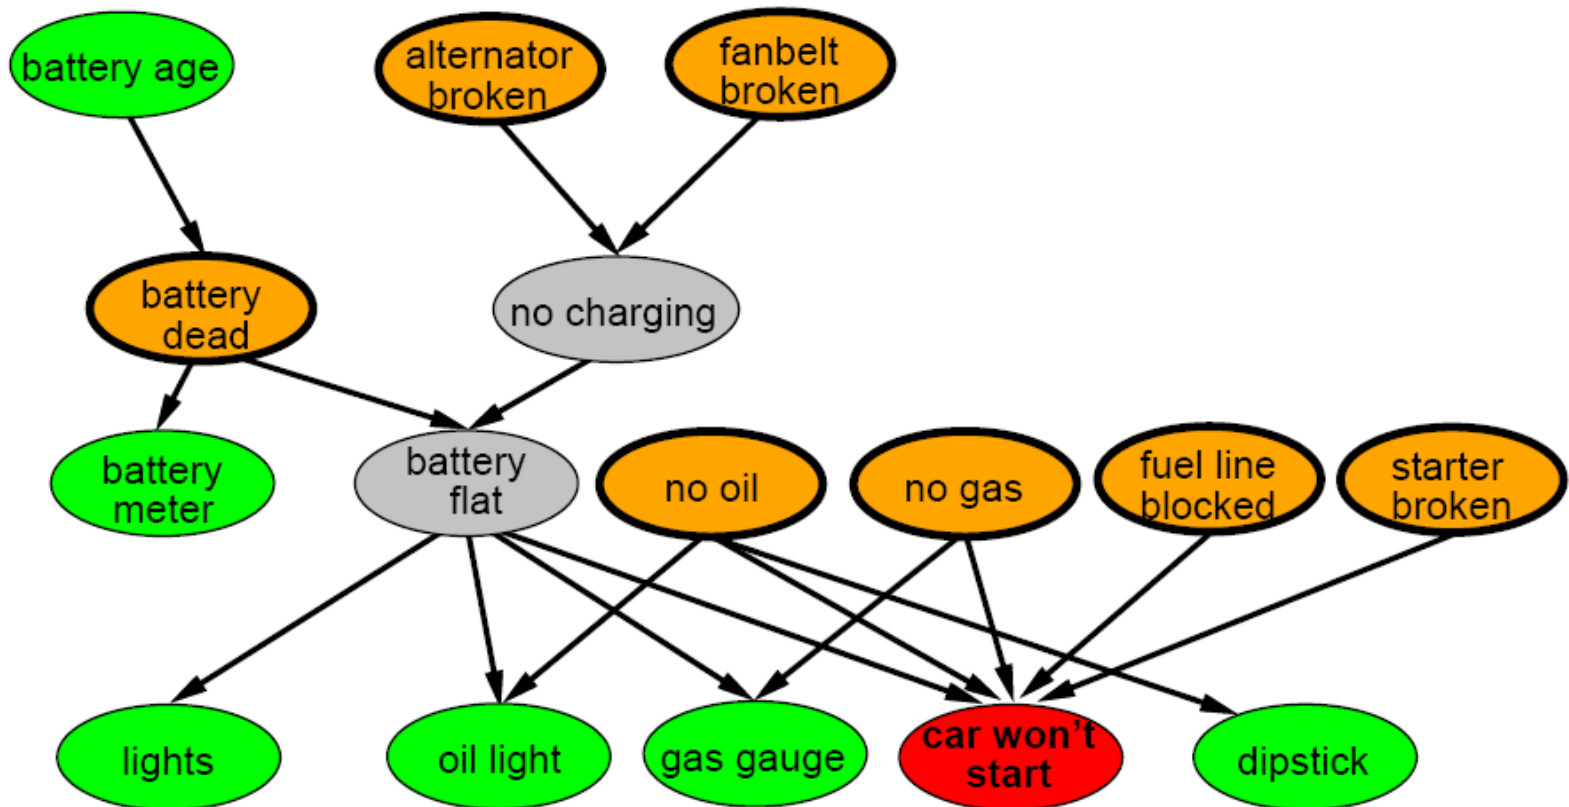 battery age
alternator
broken
fanbelt
broken
battery
dead
no charging
battery
meter
battery
flat
no oil
no gas
fuel line
blocked
starter
broken
lights
oil light
gas gauge
car won't
start
dipstick